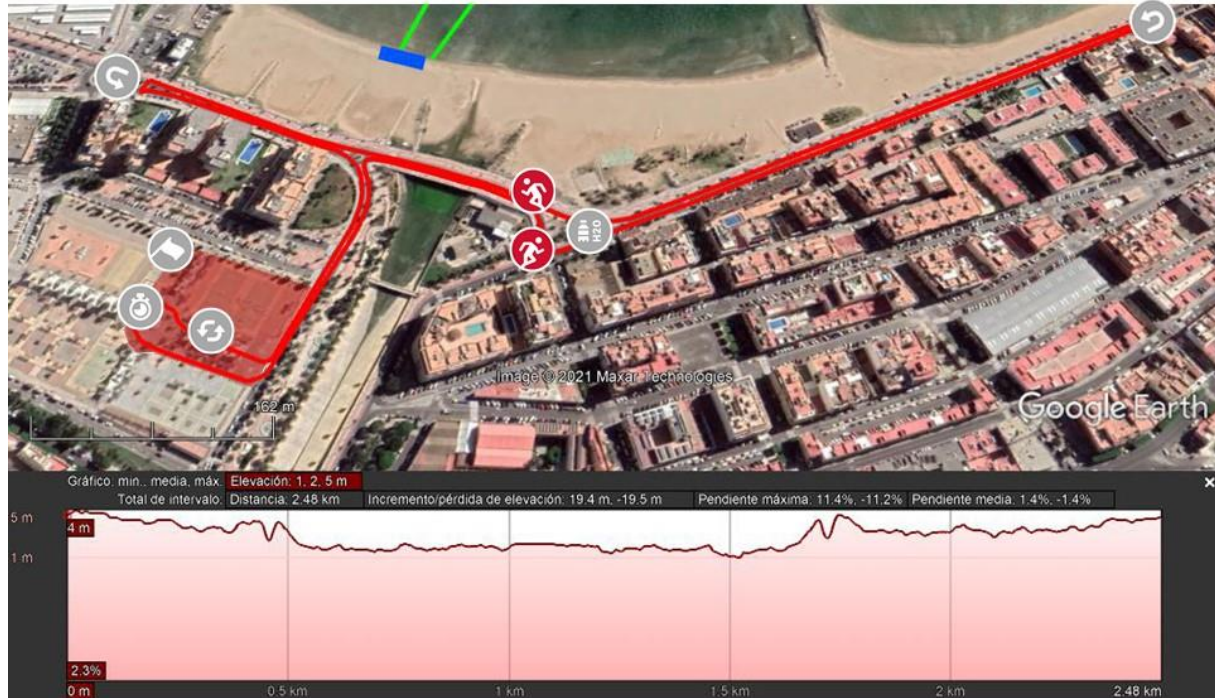 H2O
Image © 2021 Maxar Technologies
162 m
Google Earth
Gráfico: mín., media, máx. Elevación: 1, 2, 5 m
Total de intervalo: Distancia: 2.48 km Incremento/pérdida de elevación: 19.4 m, -19.5 m Pendiente máxima: 11.4%, -11.2% Pendiente media: 1.4%, -1.4%
5 m
4 m
1 m
2.3%
0 m 0.5 km 1 km 1.5 km 2 km 2.48 km